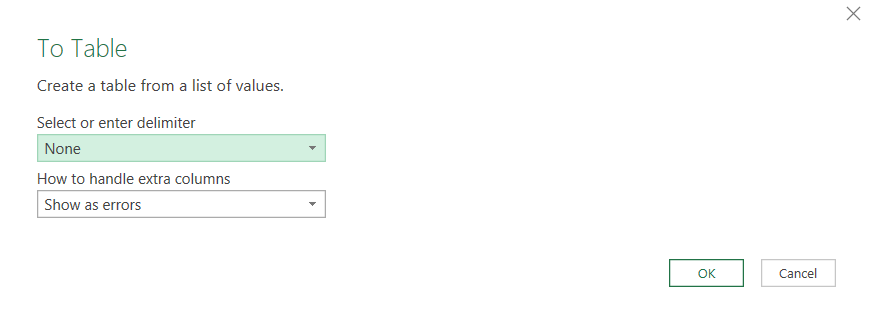 To Table
Create a table from a list of values.
Select or enter delimiter
None
How to handle extra columns
Show as errors
OK
Cancel